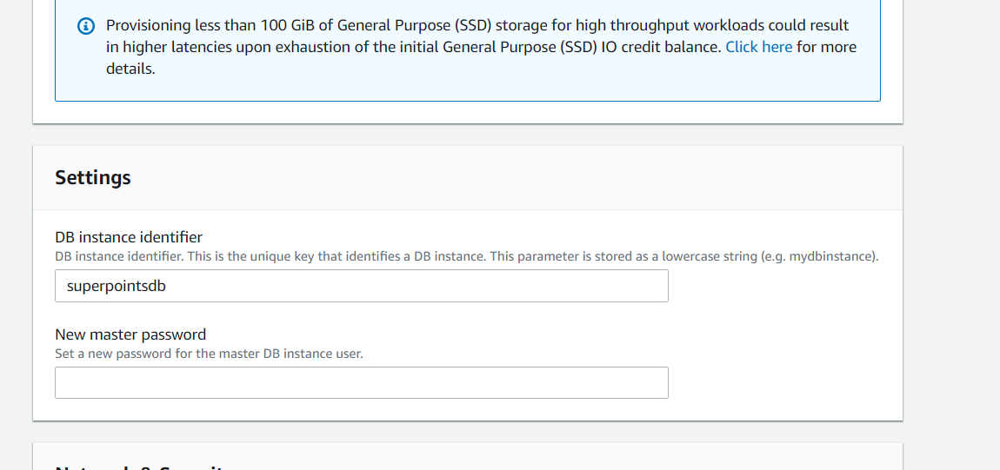 Provisioning less than 100 GiB of General Purpose (SSD) storage for high throughput workloads could result
in higher latencies upon exhaustion of the initial General Purpose (SSD) IO credit balance. Click here for more
details.
Settings
DB instance identifier
DB instance identifier. This is the unique key that identifies a DB instance. This parameter is stored as a lowercase string (e.g. mydbinstance).
superpointsdb
New master password
Set a new password for the master DB instance user.